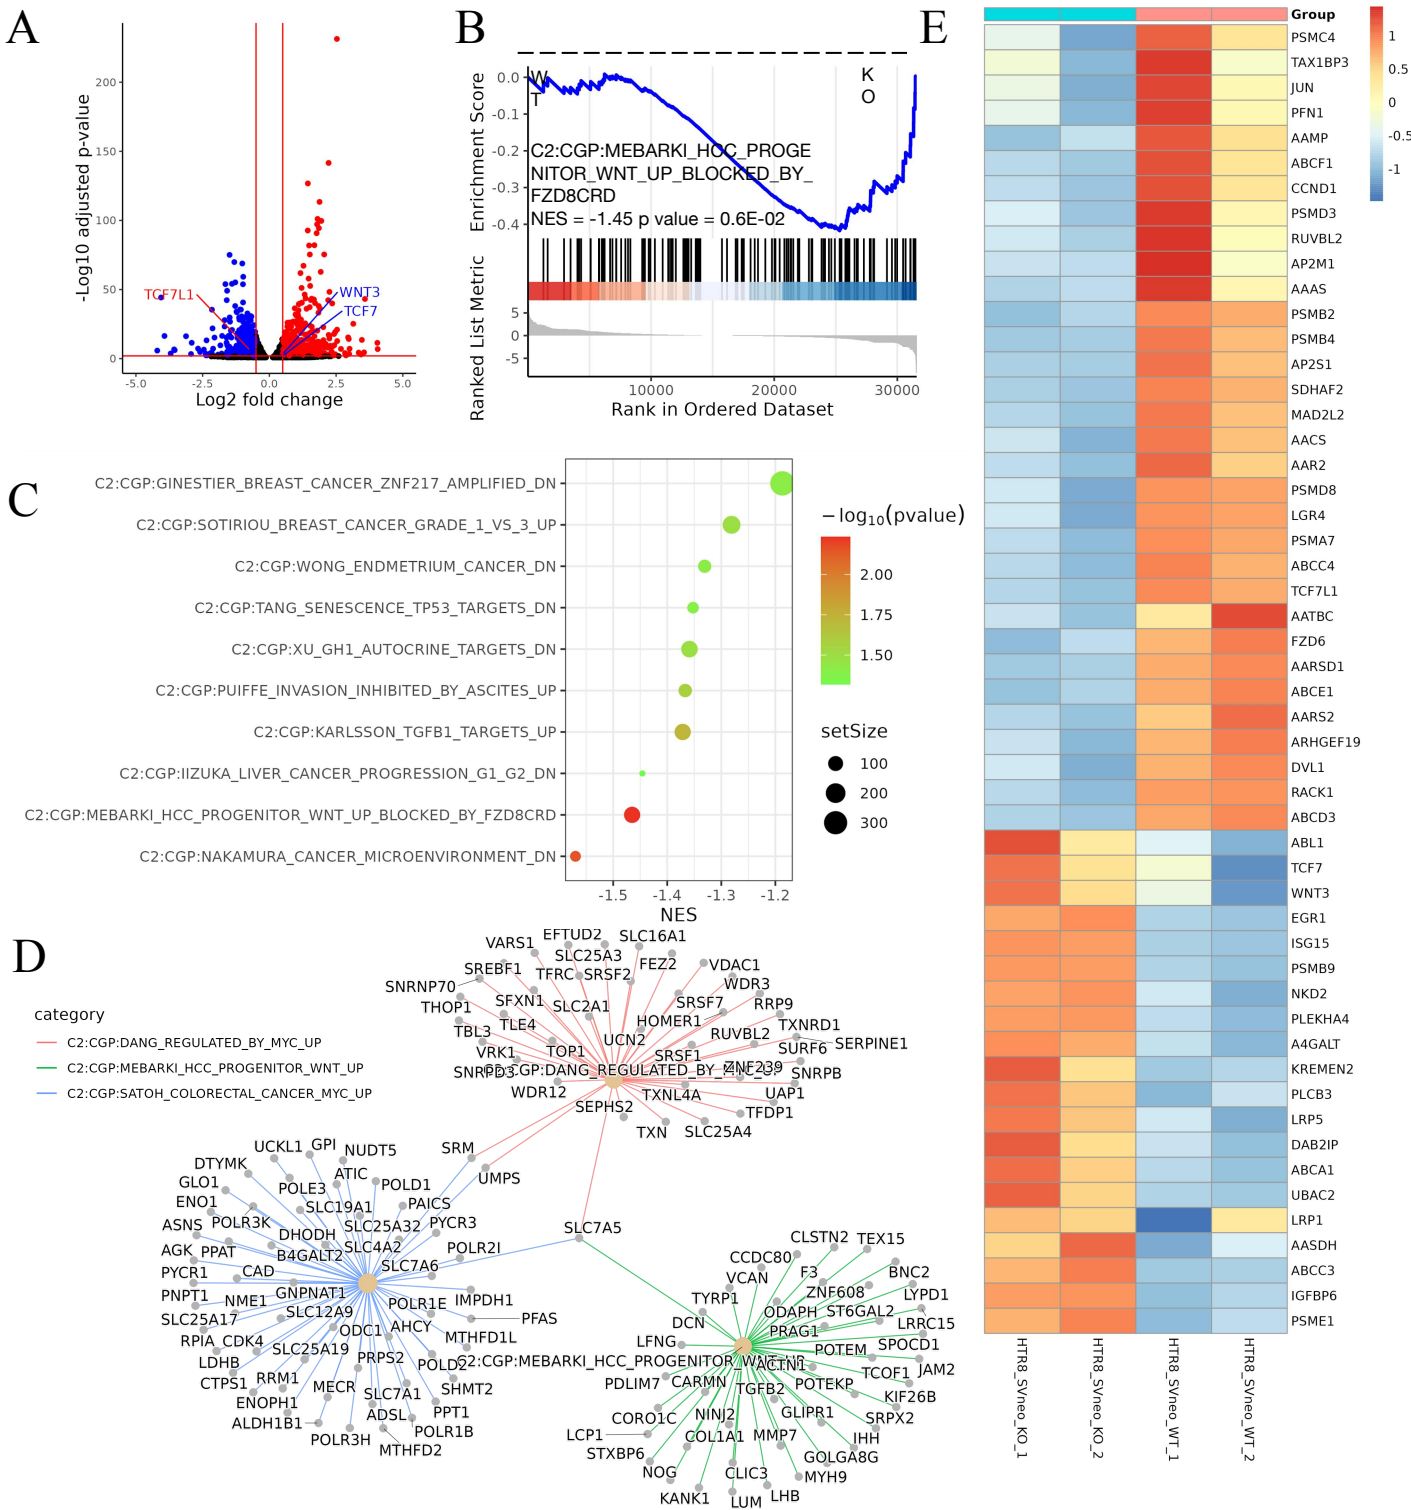 A
-Log10 adjusted p-value
200
150
100
50
0
TCF7L1
WNT3
TCF7
-5.0
-2.5
0.0
2.5
5.0
Log2 fold change
B
Enrichment Score
0.0
-0.1
-0.2
-0.3
-0.4
W
T
K
O
C2:CGP:MEBARKI_HCC_PROGE
NITOR_WNT_UP_BLOCKED_BY_
FZD8CRD
NES = -1.45 p value = 0.6E-02
Ranked List Metric
5
0
-5
10000
20000
30000
Rank in Ordered Dataset
C
C2:CGP:GINESTIER_BREAST_CANCER_ZNF217_AMPLIFIED_DN
C2:CGP:SOTIRIOU_BREAST_CANCER_GRADE_1_VS_3_UP
C2:CGP:WONG_ENDMETRIUM_CANCER_DN
C2:CGP:TANG_SENESCENCE_TP53_TARGETS_DN
C2:CGP:XU_GH1_AUTOCRINE_TARGETS_DN
C2:CGP:PUIFFE_INVASION_INHIBITED_BY_ASCITES_UP
C2:CGP:KARLSSON_TGFB1_TARGETS_UP
C2:CGP:IIZUKA_LIVER_CANCER_PROGRESSION_G1_G2_DN
C2:CGP:MEBARKI_HCC_PROGENITOR_WNT_UP_BLOCKED_BY_FZD8CRD
C2:CGP:NAKAMURA_CANCER_MICROENVIRONMENT_DN
-1.5
-1.4
-1.3
-1.2
NES
−log10(pvalue)
2.00
1.75
1.50
setSize
100
200
300
D
category
C2:CGP:DANG_REGULATED_BY_MYC_UP
C2:CGP:MEBARKI_HCC_PROGENITOR_WNT_UP
C2:CGP:SATOH_COLORECTAL_CANCER_MYC_UP
EFTUD2
SLC16A1
VARS1
SLC25A3
FEZ2
VDAC1
SREBF1
TFRC
SRSF2
WDR3
SNRNP70
SFXN1
SLC2A1
SRSF7
RRP9
THOP1
TLE4
HOMER1
TXNRD1
TBL3
UCN2
RUVBL2
SERPINE1
VRK1
TOP1
SRSF1
SURF6
SNRPD3
C2:CGP:DANG_REGULATED_BY_MYC_UP
ZNF239
SNRPB
WDR12
TXNL4A
UAP1
SEPHS2
TFDP1
TXN
SLC25A4
SRM
UMPS
SLC7A5
UCKL1
GPI
NUDT5
DTYMK
ATIC
GLO1
POLE3
POLD1
ENO1
SLC19A1
PAICS
POLR3K
ASNS
SLC25A32
PYCR3
DHODH
AGK
PPAT
SLC4A2
POLR2I
B4GALT2
PYCR1
CAD
SLC7A6
PNPT1
GNPNAT1
NME1
POLR1E
IMPDH1
SLC25A17
SLC12A9
PFAS
RPIA
CDK4
ODC1
AHCY
MTHFD1L
LDHB
SLC25A19
PRPS2
POLD2
CTPS1
RRM1
SHMT2
ENOPH1
MECR
SLC7A1
PPT1
ALDH1B1
ADSL
POLR1B
POLR3H
MTHFD2
CLSTN2
TEX15
CCDC80
F3
BNC2
VCAN
ZNF608
LYPD1
TYRP1
ODAPH
ST6GAL2
DCN
PRAG1
LRRC15
LFNG
POTEM
SPOCD1
C2:CGP:MEBARKI_HCC_PROGENITOR_WNT_UP
ACTN1
JAM2
PDLIM7
CARMN
TGFB2
POTEKP
TCOF1
KIF26B
CORO1C
NINJ2
GLIPR1
SRPX2
LCP1
COL1A1
MMP7
IHH
STXBP6
GOLGA8G
NOG
CLIC3
MYH9
KANK1
LUM
LHB
E
Group
PSMC4
TAX1BP3
JUN
PFN1
AAMP
ABCF1
CCND1
PSMD3
RUVBL2
AP2M1
AAAS
PSMB2
PSMB4
AP2S1
SDHAF2
MAD2L2
AACS
AAR2
PSMD8
LGR4
PSMA7
ABCC4
TCF7L1
AATBC
FZD6
AARSD1
ABCE1
AARS2
ARHGEF19
DVL1
RACK1
ABCD3
ABL1
TCF7
WNT3
EGR1
ISG15
PSMB9
NKD2
PLEKHA4
A4GALT
KREMEN2
PLCB3
LRP5
DAB2IP
ABCA1
UBAC2
LRP1
AASDH
ABCC3
IGFBP6
PSME1
HTR8_SVneo_KO_1
HTR8_SVneo_KO_2
HTR8_SVneo_WT_1
HTR8_SVneo_WT_2
1
0.5
0
-0.5
-1